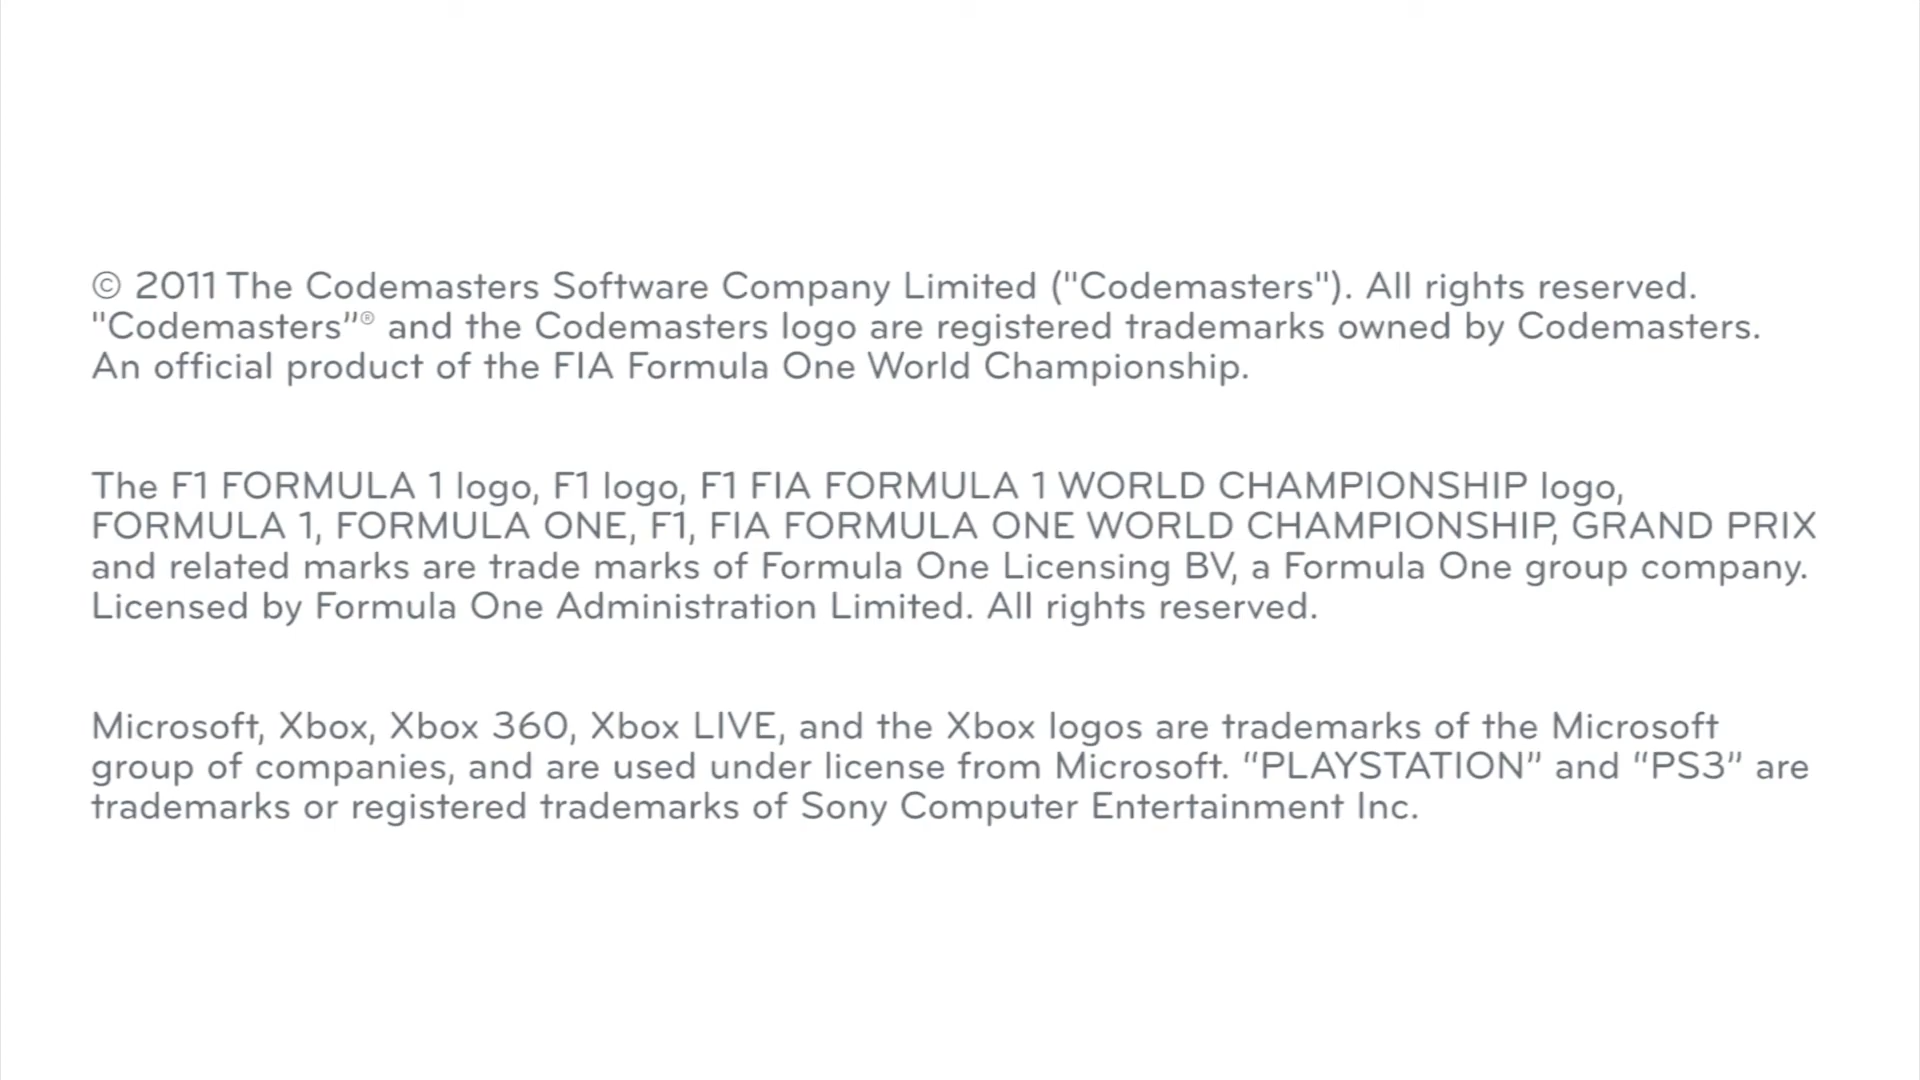 © 2011 The Codemasters Software Company Limited ("Codemasters"). All rights reserved.
"Codemasters”® and the Codemasters logo are registered trademarks owned by Codemasters.
An official product of the FIA Formula One World Championship.
The F1 FORMULA 1 logo, F1 logo, F1 FIA FORMULA 1 WORLD CHAMPIONSHIP logo,
FORMULA 1, FORMULA ONE, F1, FIA FORMULA ONE WORLD CHAMPIONSHIP, GRAND PRIX
and related marks are trade marks of Formula One Licensing BV, a Formula One group company.
Licensed by Formula One Administration Limited. All rights reserved.
Microsoft, Xbox, Xbox 360, Xbox LIVE, and the Xbox logos are trademarks of the Microsoft
group of companies, and are used under license from Microsoft. “PLAYSTATION” and “PS3” are
trademarks or registered trademarks of Sony Computer Entertainment Inc.